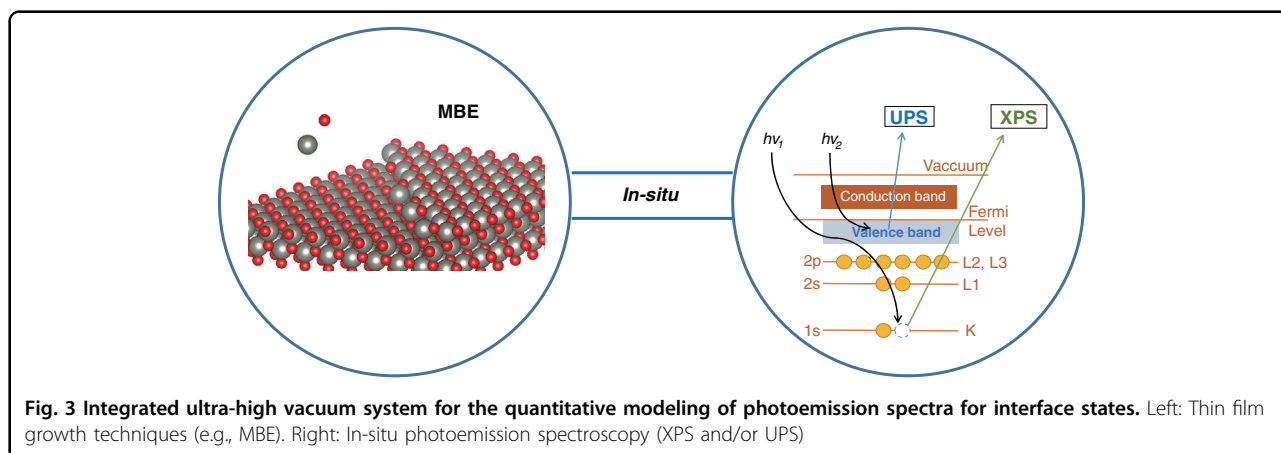 MBE
In-situ
UPS
XPS
hv₁
hv₂
Vaccuum
Conduction band
Fermi
Level
Valence band
2p
L2, L3
2s
L1
1s
K
Fig. 3 Integrated ultra-high vacuum system for the quantitative modeling of photoemission spectra for interface states. Left: Thin film
growth techniques (e.g., MBE). Right: In-situ photoemission spectroscopy (XPS and/or UPS)